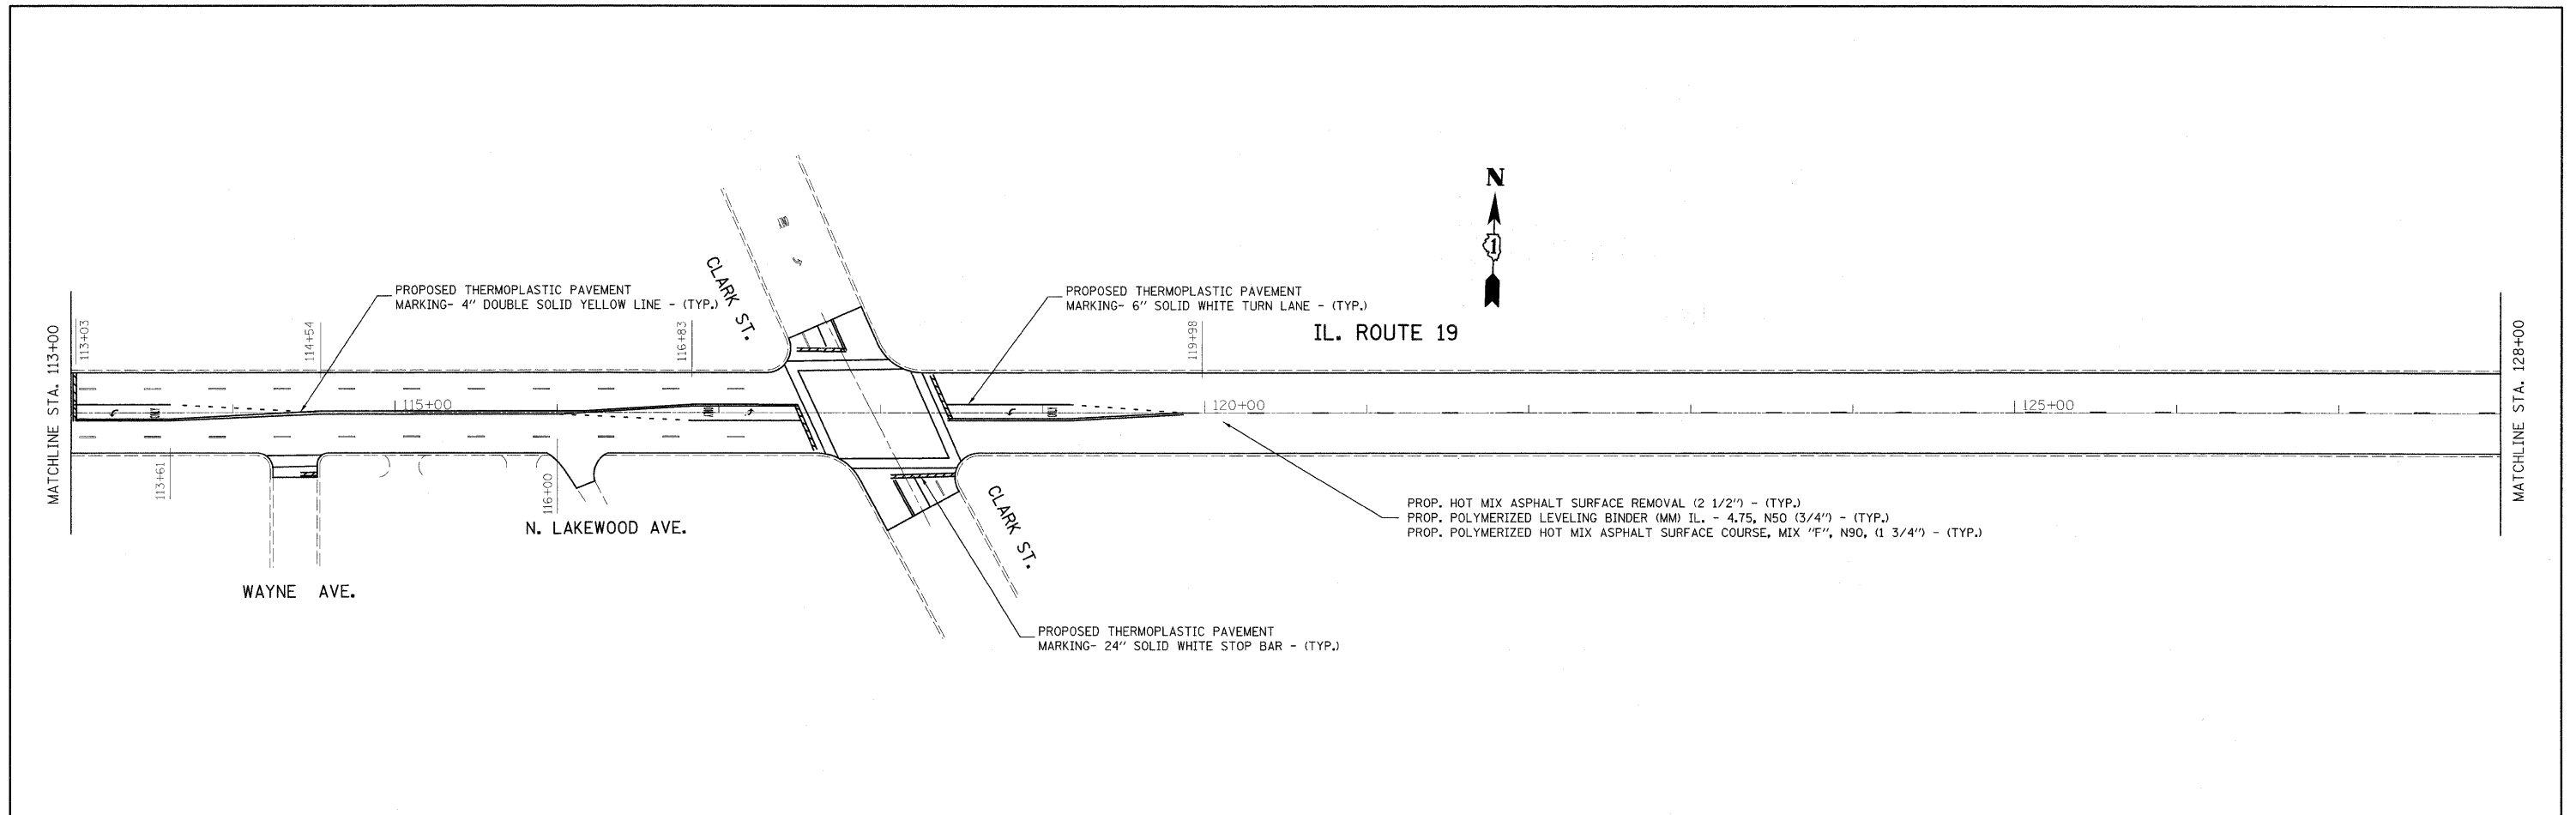 N
1
CLARK ST.
PROPOSED THERMOPLASTIC PAVEMENT
MARKING- 4" DOUBLE SOLID YELLOW LINE - (TYP.)
PROPOSED THERMOPLASTIC PAVEMENT
MARKING- 6" SOLID WHITE TURN LANE - (TYP.)
IL. ROUTE 19
MATCHLINE STA. 113+00
113+03
114+54
116+83
119+98
MATCHLINE STA. 128+00
ONLY
115+00
ONLY
ONLY
120+00
125+00
113+61
116+00
N. LAKEWOOD AVE.
WAYNE AVE.
CLARK ST.
PROP. HOT MIX ASPHALT SURFACE REMOVAL (2 1/2") - (TYP.)
PROP. POLYMERIZED LEVELING BINDER (MM) IL. - 4.75, N50 (3/4") - (TYP.)
PROP. POLYMERIZED HOT MIX ASPHALT SURFACE COURSE, MIX "F", N90, (1 3/4") - (TYP.)
PROPOSED THERMOPLASTIC PAVEMENT
MARKING- 24" SOLID WHITE STOP BAR - (TYP.)